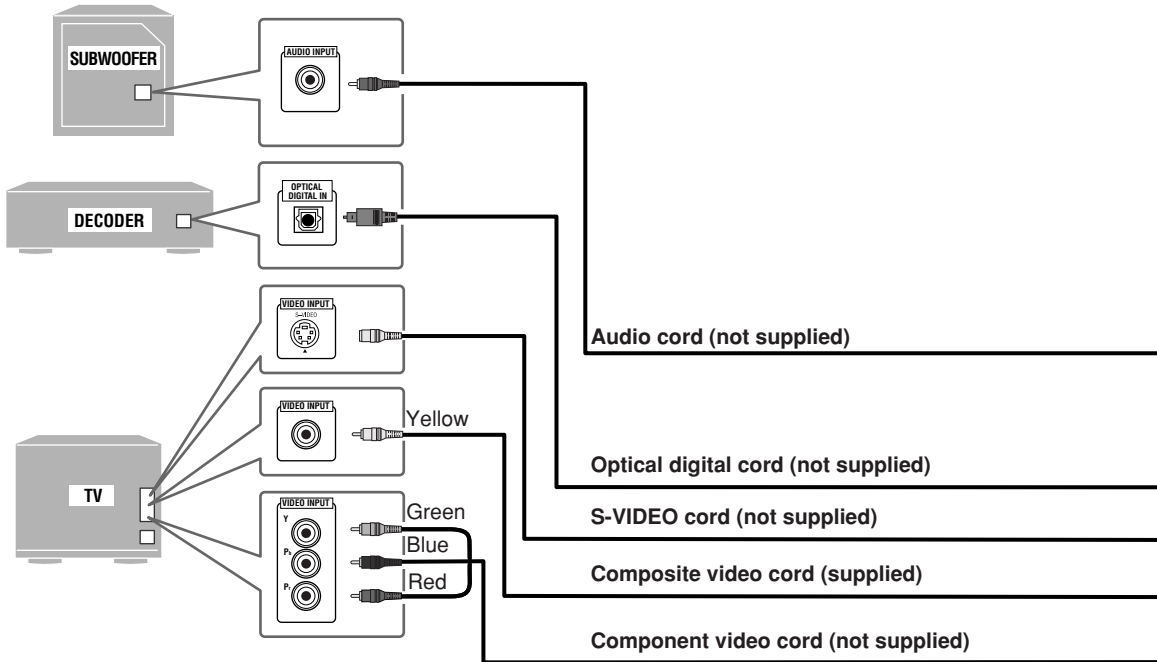 SUBWOOFER
AUDIO INPUT
DECODER
OPTICAL
DIGITAL IN
VIDEO INPUT
S-VIDEO
Audio cord (not supplied)
TV
VIDEO INPUT
Yellow
Optical digital cord (not supplied)
VIDEO INPUT
Y
Green
S-VIDEO cord (not supplied)
Pb
Blue
Composite video cord (supplied)
Pr
Red
Component video cord (not supplied)